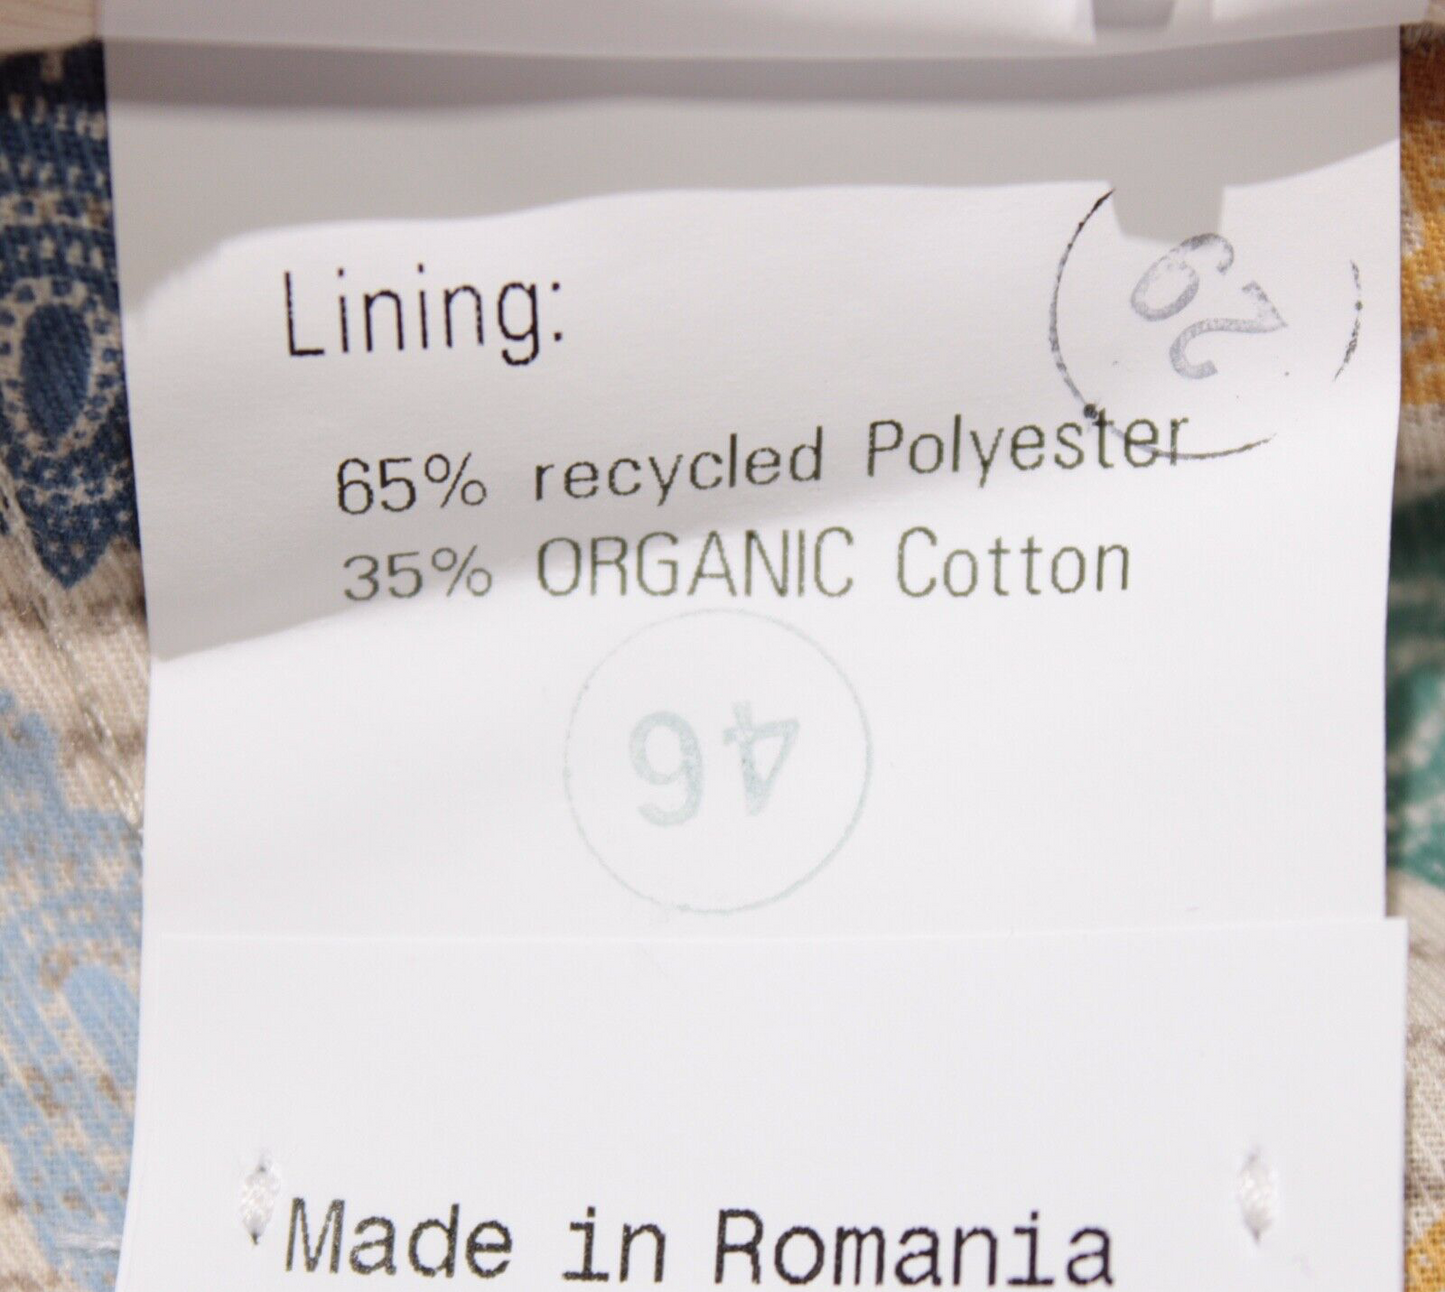 Lining:
29
65% recycled Polyester
35% ORGANIC Cotton
46
Made in Romania